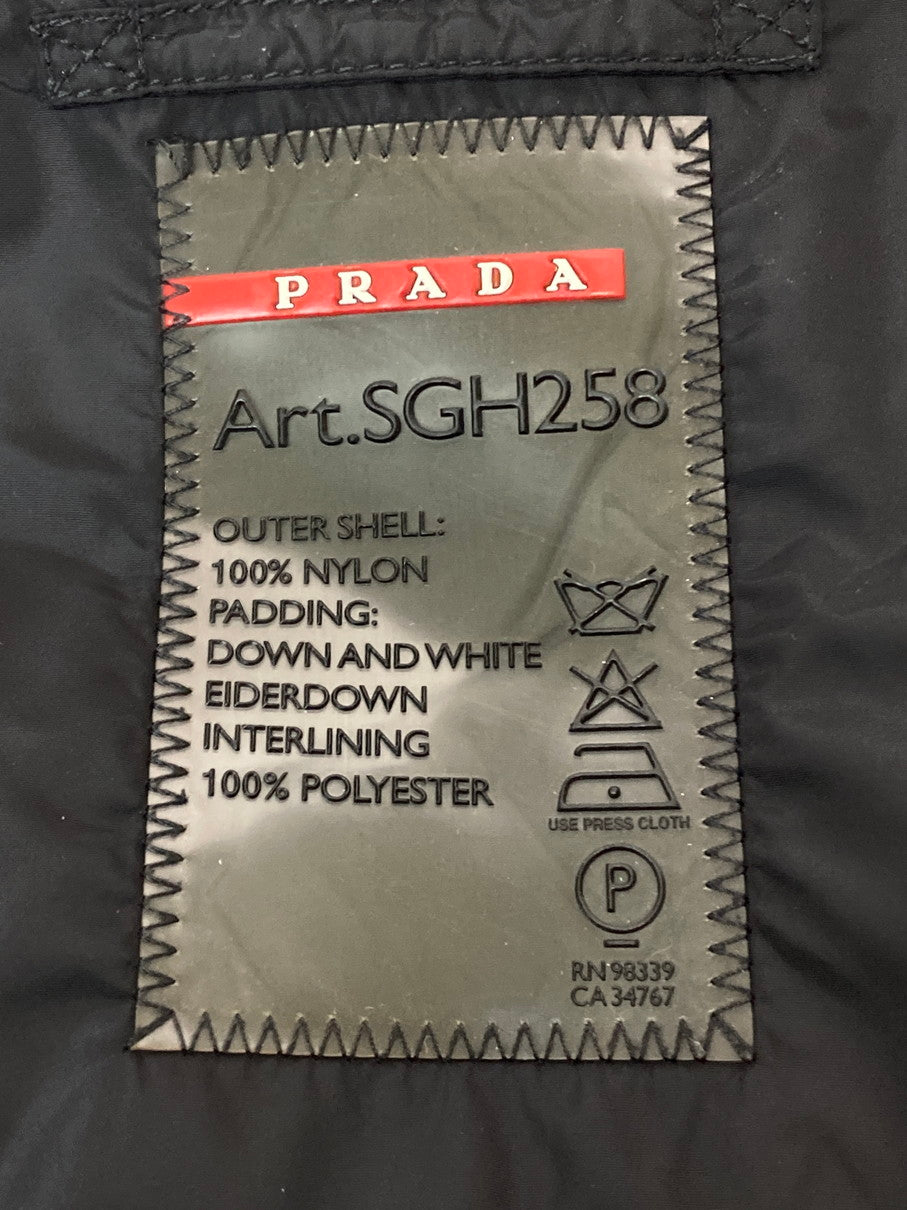 PRADA
Art.SGH258
OUTER SHELL:
100% NYLON
PADDING:
DOWN AND WHITE
EIDERDOWN
INTERLINING
100% POLYESTER
USE PRESS CLOTH
P
RN 98339
CA 34767